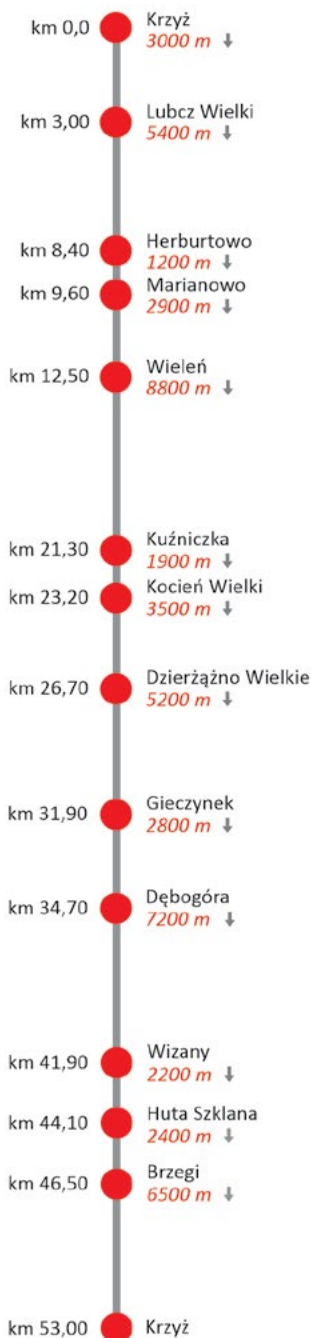 km 0,0 Krzyż
3000 m ↓
km 3,00 Lubcz Wielki
5400 m ↓
km 8,40 Herburtowo
1200 m ↓
km 9,60 Marianowo
2900 m ↓
km 12,50 Wieleń
8800 m ↓
km 21,30 Kuźniczka
1900 m ↓
km 23,20 Kocień Wielki
3500 m ↓
km 26,70 Dzierżążno Wielkie
5200 m ↓
km 31,90 Gieczynek
2800 m ↓
km 34,70 Dębogóra
7200 m ↓
km 41,90 Wizany
2200 m ↓
km 44,10 Huta Szklana
2400 m ↓
km 46,50 Brzegi
6500 m ↓
km 53,00 Krzyż